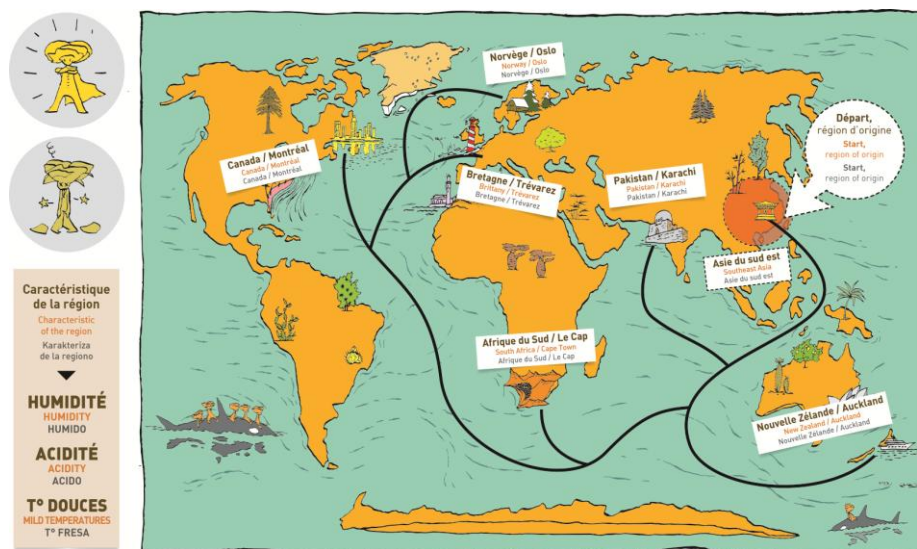 Norvège / Oslo
Norway / Oslo
Norvège / Oslo
Canada / Montréal
Canada / Montréal
Canada / Montréal
Bretagne / Trévarez
Brittany / Trévarez
Bretagne / Trévarez
Pakistan / Karachi
Pakistan / Karachi
Pakistan / Karachi
Départ,
région d'origine
Start,
region of origin
Start,
region of origin
Asie du sud est
Southeast Asia
Asie du sud est
Afrique du Sud / Le Cap
South Africa / Cape Town
Afrique du Sud / Le Cap
Nouvelle Zélande / Auckland
New Zealand / Auckland
Nouvelle Zélande / Auckland
Caractéristique
de la région
Characteristic
of the region
Karakteriza
de la regiono
HUMIDITÉ
HUMIDITY
HUMIDO
ACIDITÉ
ACIDITY
ACIDO
T° DOUCES
MILD TEMPERATURES
T° FRESA